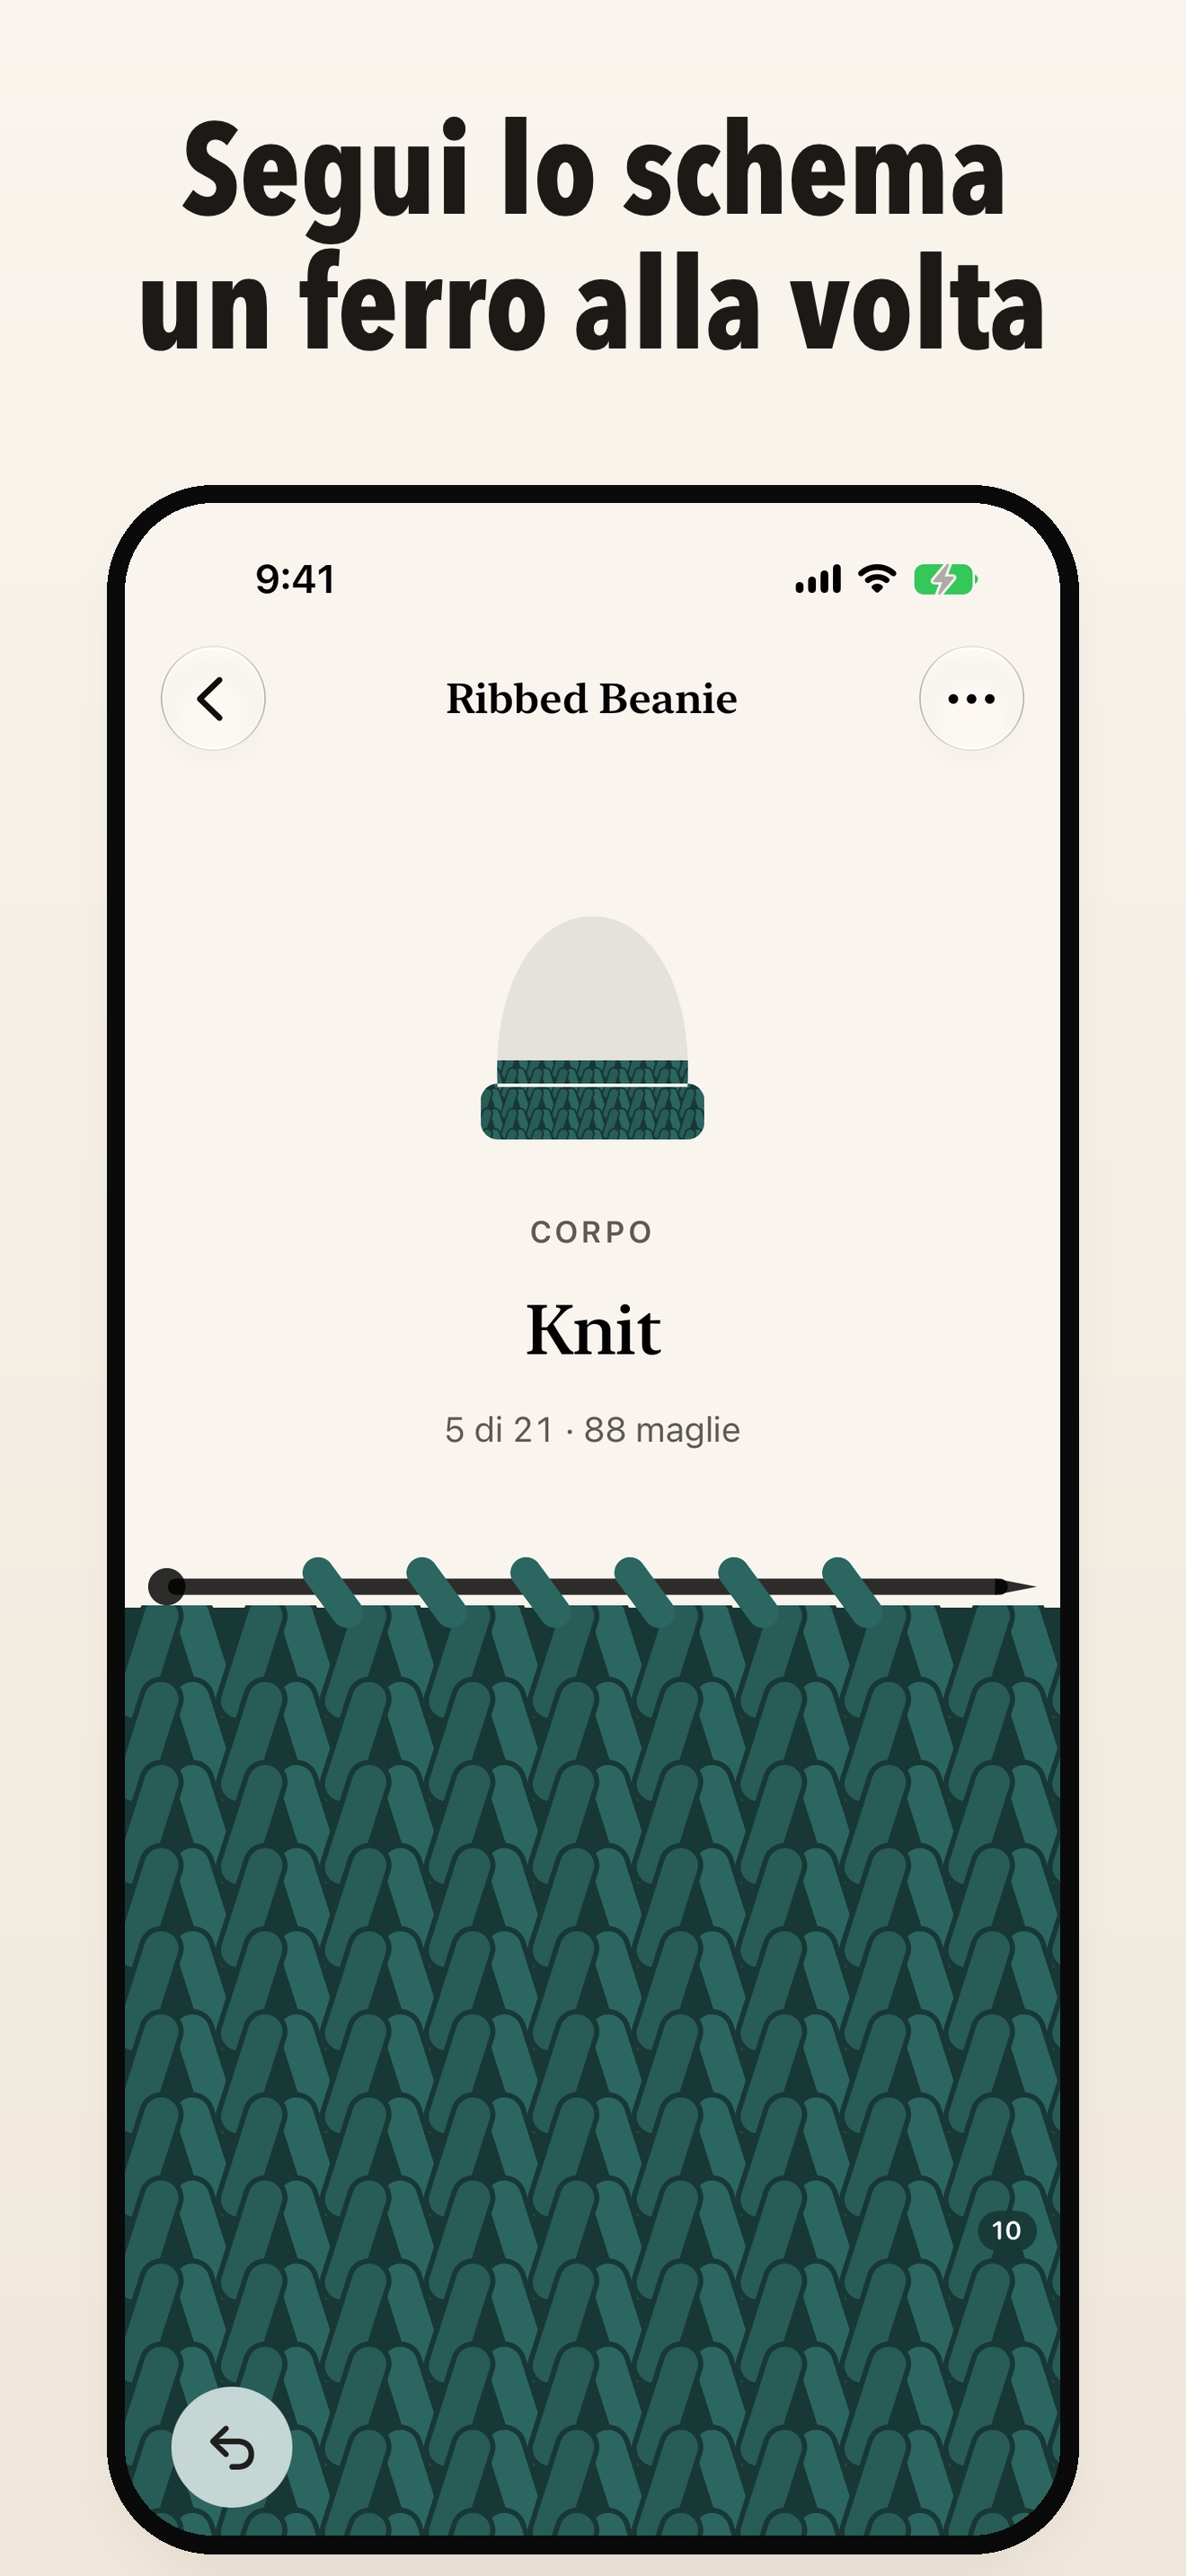 Segui lo schema
un ferro alla volta
9:41
Ribbed Beanie
CORPO
Knit
5 di 21 · 88 maglie
10